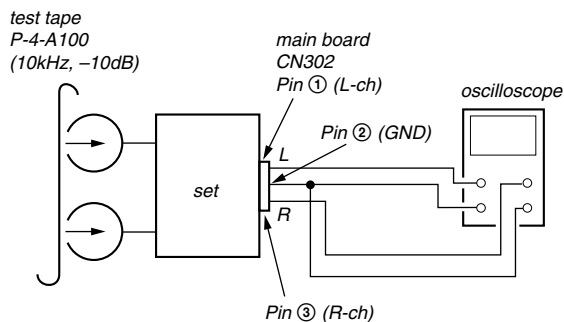 test tape
P-4-A100
(10kHz, –10dB)
main board
CN302
Pin ① (L-ch)
oscilloscope
Pin ② (GND)
L
set
R
Pin ③ (R-ch)